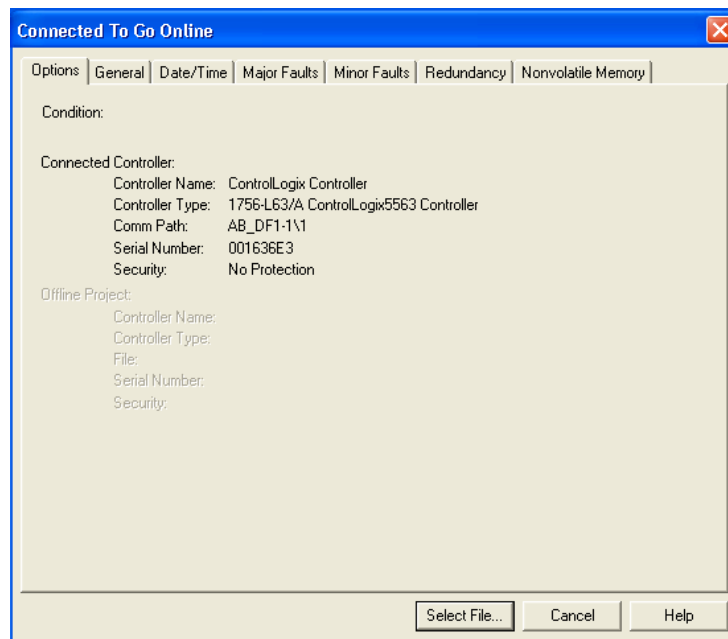 Connected To Go Online
Options General Date/Time Major Faults Minor Faults Redundancy Nonvolatile Memory
Condition:
Connected Controller:
Controller Name: ControlLogix Controller
Controller Type: 1756-L63/A ControlLogix5563 Controller
Comm Path: AB_DF1-1\1
Serial Number: 001636E3
Security: No Protection
Offline Project:
Controller Name:
Controller Type:
File:
Serial Number:
Security:
Select File... Cancel Help